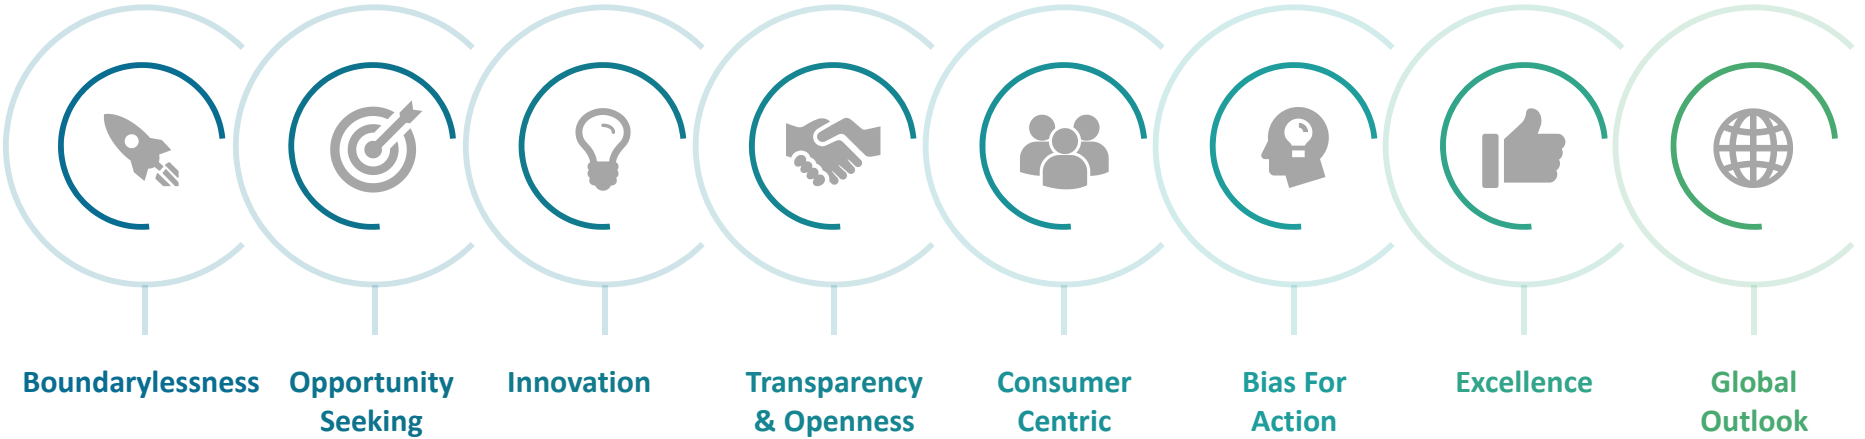 Boundarylessness
Opportunity
Seeking
Innovation
Transparency
& Openness
Consumer
Centric
Bias For
Action
Excellence
Global
Outlook